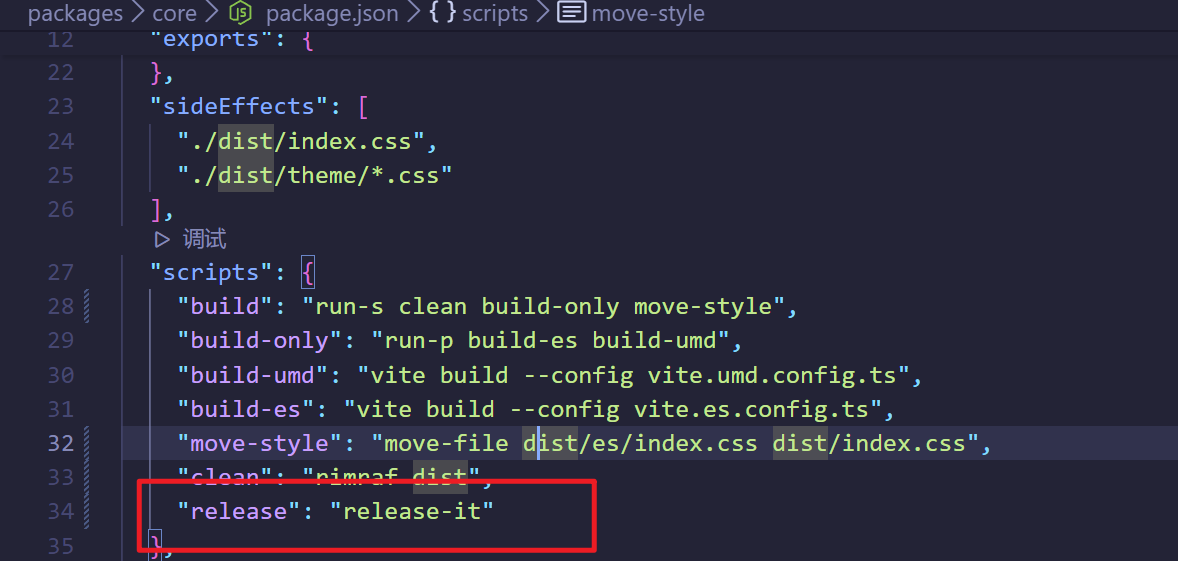 packages > core > package.json > { } scripts > move-style
12 "exports": {
22 },
23 "sideEffects": [
24 "./dist/index.css",
25 "./dist/theme/*.css"
26 ],
调试
27 "scripts": {
28 "build": "run-s clean build-only move-style",
29 "build-only": "run-p build-es build-umd",
30 "build-umd": "vite build --config vite.umd.config.ts",
31 "build-es": "vite build --config vite.es.config.ts",
32 "move-style": "move-file dist/es/index.css dist/index.css",
33 "clean": "rimraf dist",
34 "release": "release-it"
35 },